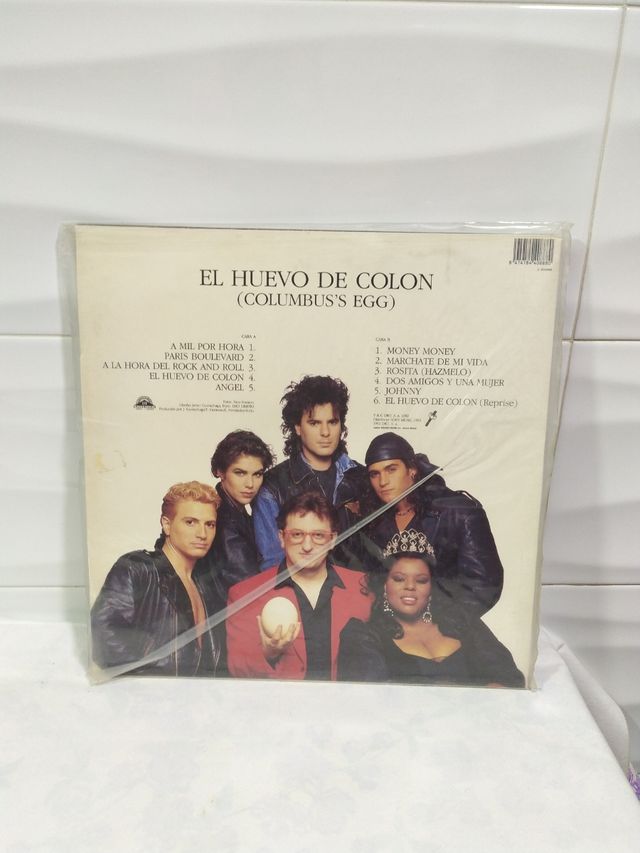 EL HUEVO DE COLON
(COLUMBUS'S EGG)
CARA A
A MIL POR HORA 1.
PARIS BOULEVARD 2.
A LA HORA DEL ROCK AND ROLL 3.
EL HUEVO DE COLON 4.
ANGEL 5.
CARA B
1. MONEY MONEY
2. MARCHATE DE MI VIDA
3. ROSITA (HAZMELO)
4. DOS AMIGOS Y UNA MUJER
5. JOHNNY
6. EL HUEVO DE COLON (Reprise)